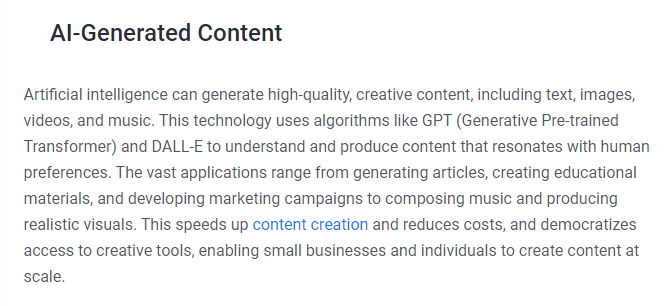 AI-Generated Content
Artificial intelligence can generate high-quality, creative content, including text, images,
videos, and music. This technology uses algorithms like GPT (Generative Pre-trained
Transformer) and DALL-E to understand and produce content that resonates with human
preferences. The vast applications range from generating articles, creating educational
materials, and developing marketing campaigns to composing music and producing
realistic visuals. This speeds up content creation and reduces costs, and democratizes
access to creative tools, enabling small businesses and individuals to create content at
scale.